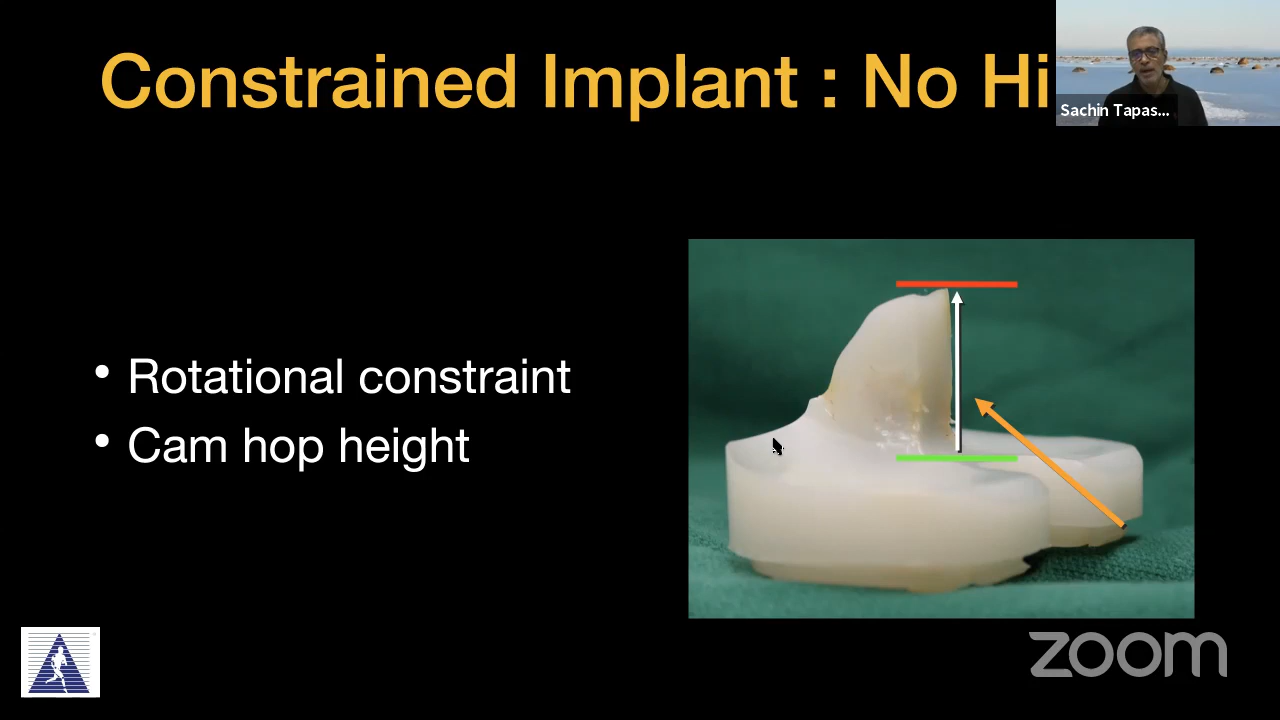 Constrained Implant : No Hi
Sachin Tapas...
• Rotational constraint
• Cam hop height
zoom